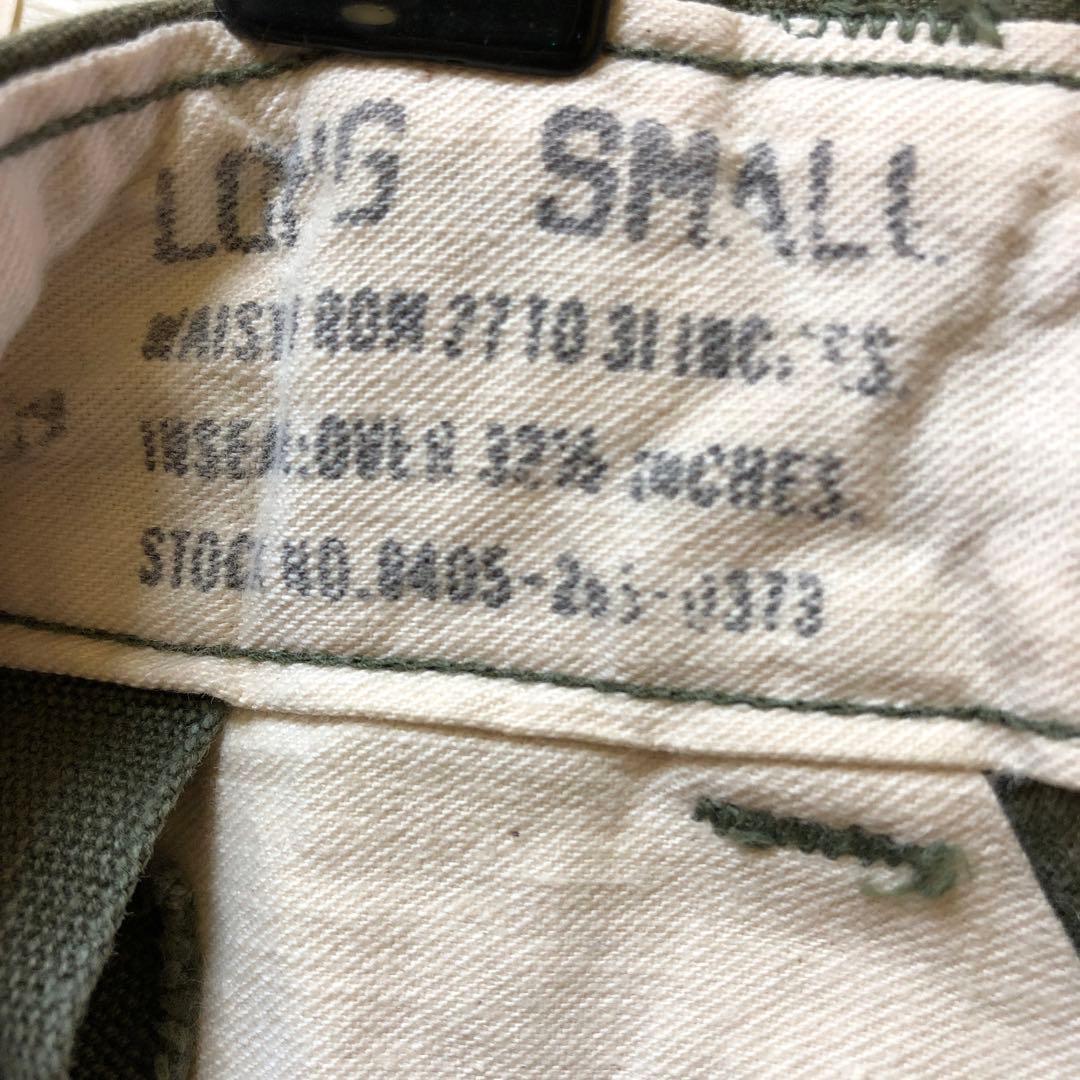 LONG SMALL
WAIST FROM 27 TO 31 INCHES.
INSEAM OVER 32½ INCHES.
STOCK NO. 8405-